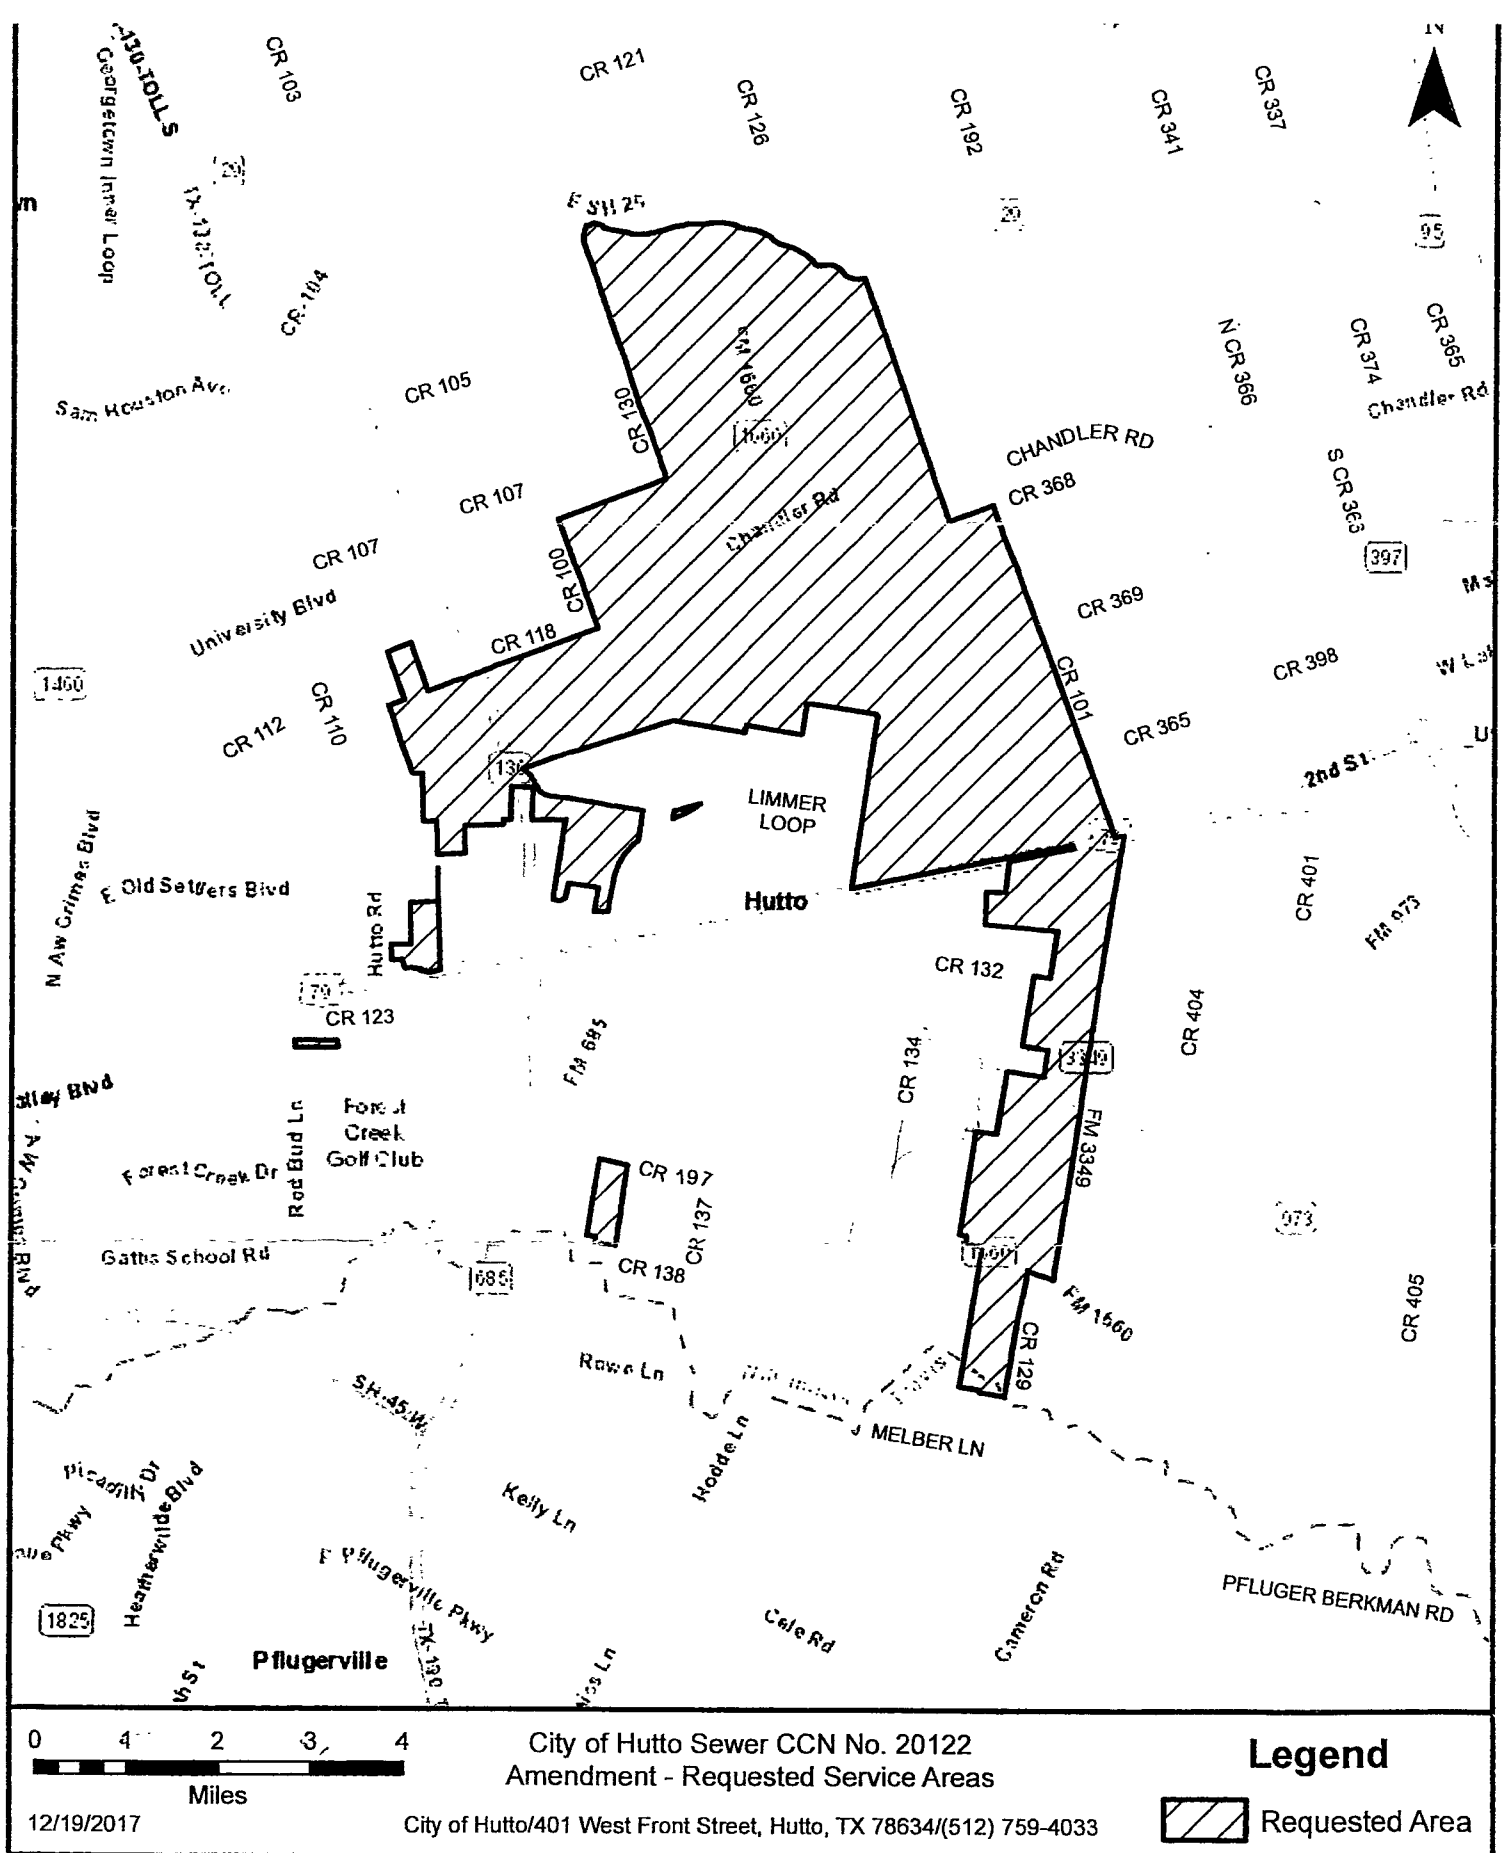 N
CR 103
CR 121
CR 126
CR 192
CR 341
CR 337
Georgetown Inner Loop
95
CR-104
CR 105
CR 130
1660
N CR 366
CR 374
CR 365
Chandler Rd
CHANDLER RD
CR 368
S CR 363
397
CR 107
CR 107
Chandler Rd
CR 100
University Blvd
CR 118
CR 369
CR 398
1460
CR 112
CR 110
CR 101
CR 365
2nd St
LIMMER
LOOP
N Aw Grimes Blvd
E Old Settlers Blvd
Hutto Rd
Hutto
CR 401
FM 973
CR 132
79
CR 123
FM 685
CR 134
CR 404
3349
Forest
Creek
Golf Club
Forest Creek Dr
Red Bud Ln
FM 3349
CR 197
CR 137
CR 138
973
Gattis School Rd
685
1660
FM 1660
CR 129
CR 405
Rowe Ln
SH-45 W
MELBER LN
Hodde Ln
Picadilly Dr
Heatherwilde Blvd
Kelly Ln
E Pflugerville Pkwy
Cameron Rd
PFLUGER BERKMAN RD
1825
Pflugerville
Cele Rd
0 1 2 3 4
Miles
12/19/2017
City of Hutto Sewer CCN No. 20122
Amendment - Requested Service Areas
City of Hutto/401 West Front Street, Hutto, TX 78634/(512) 759-4033
Legend
Requested Area